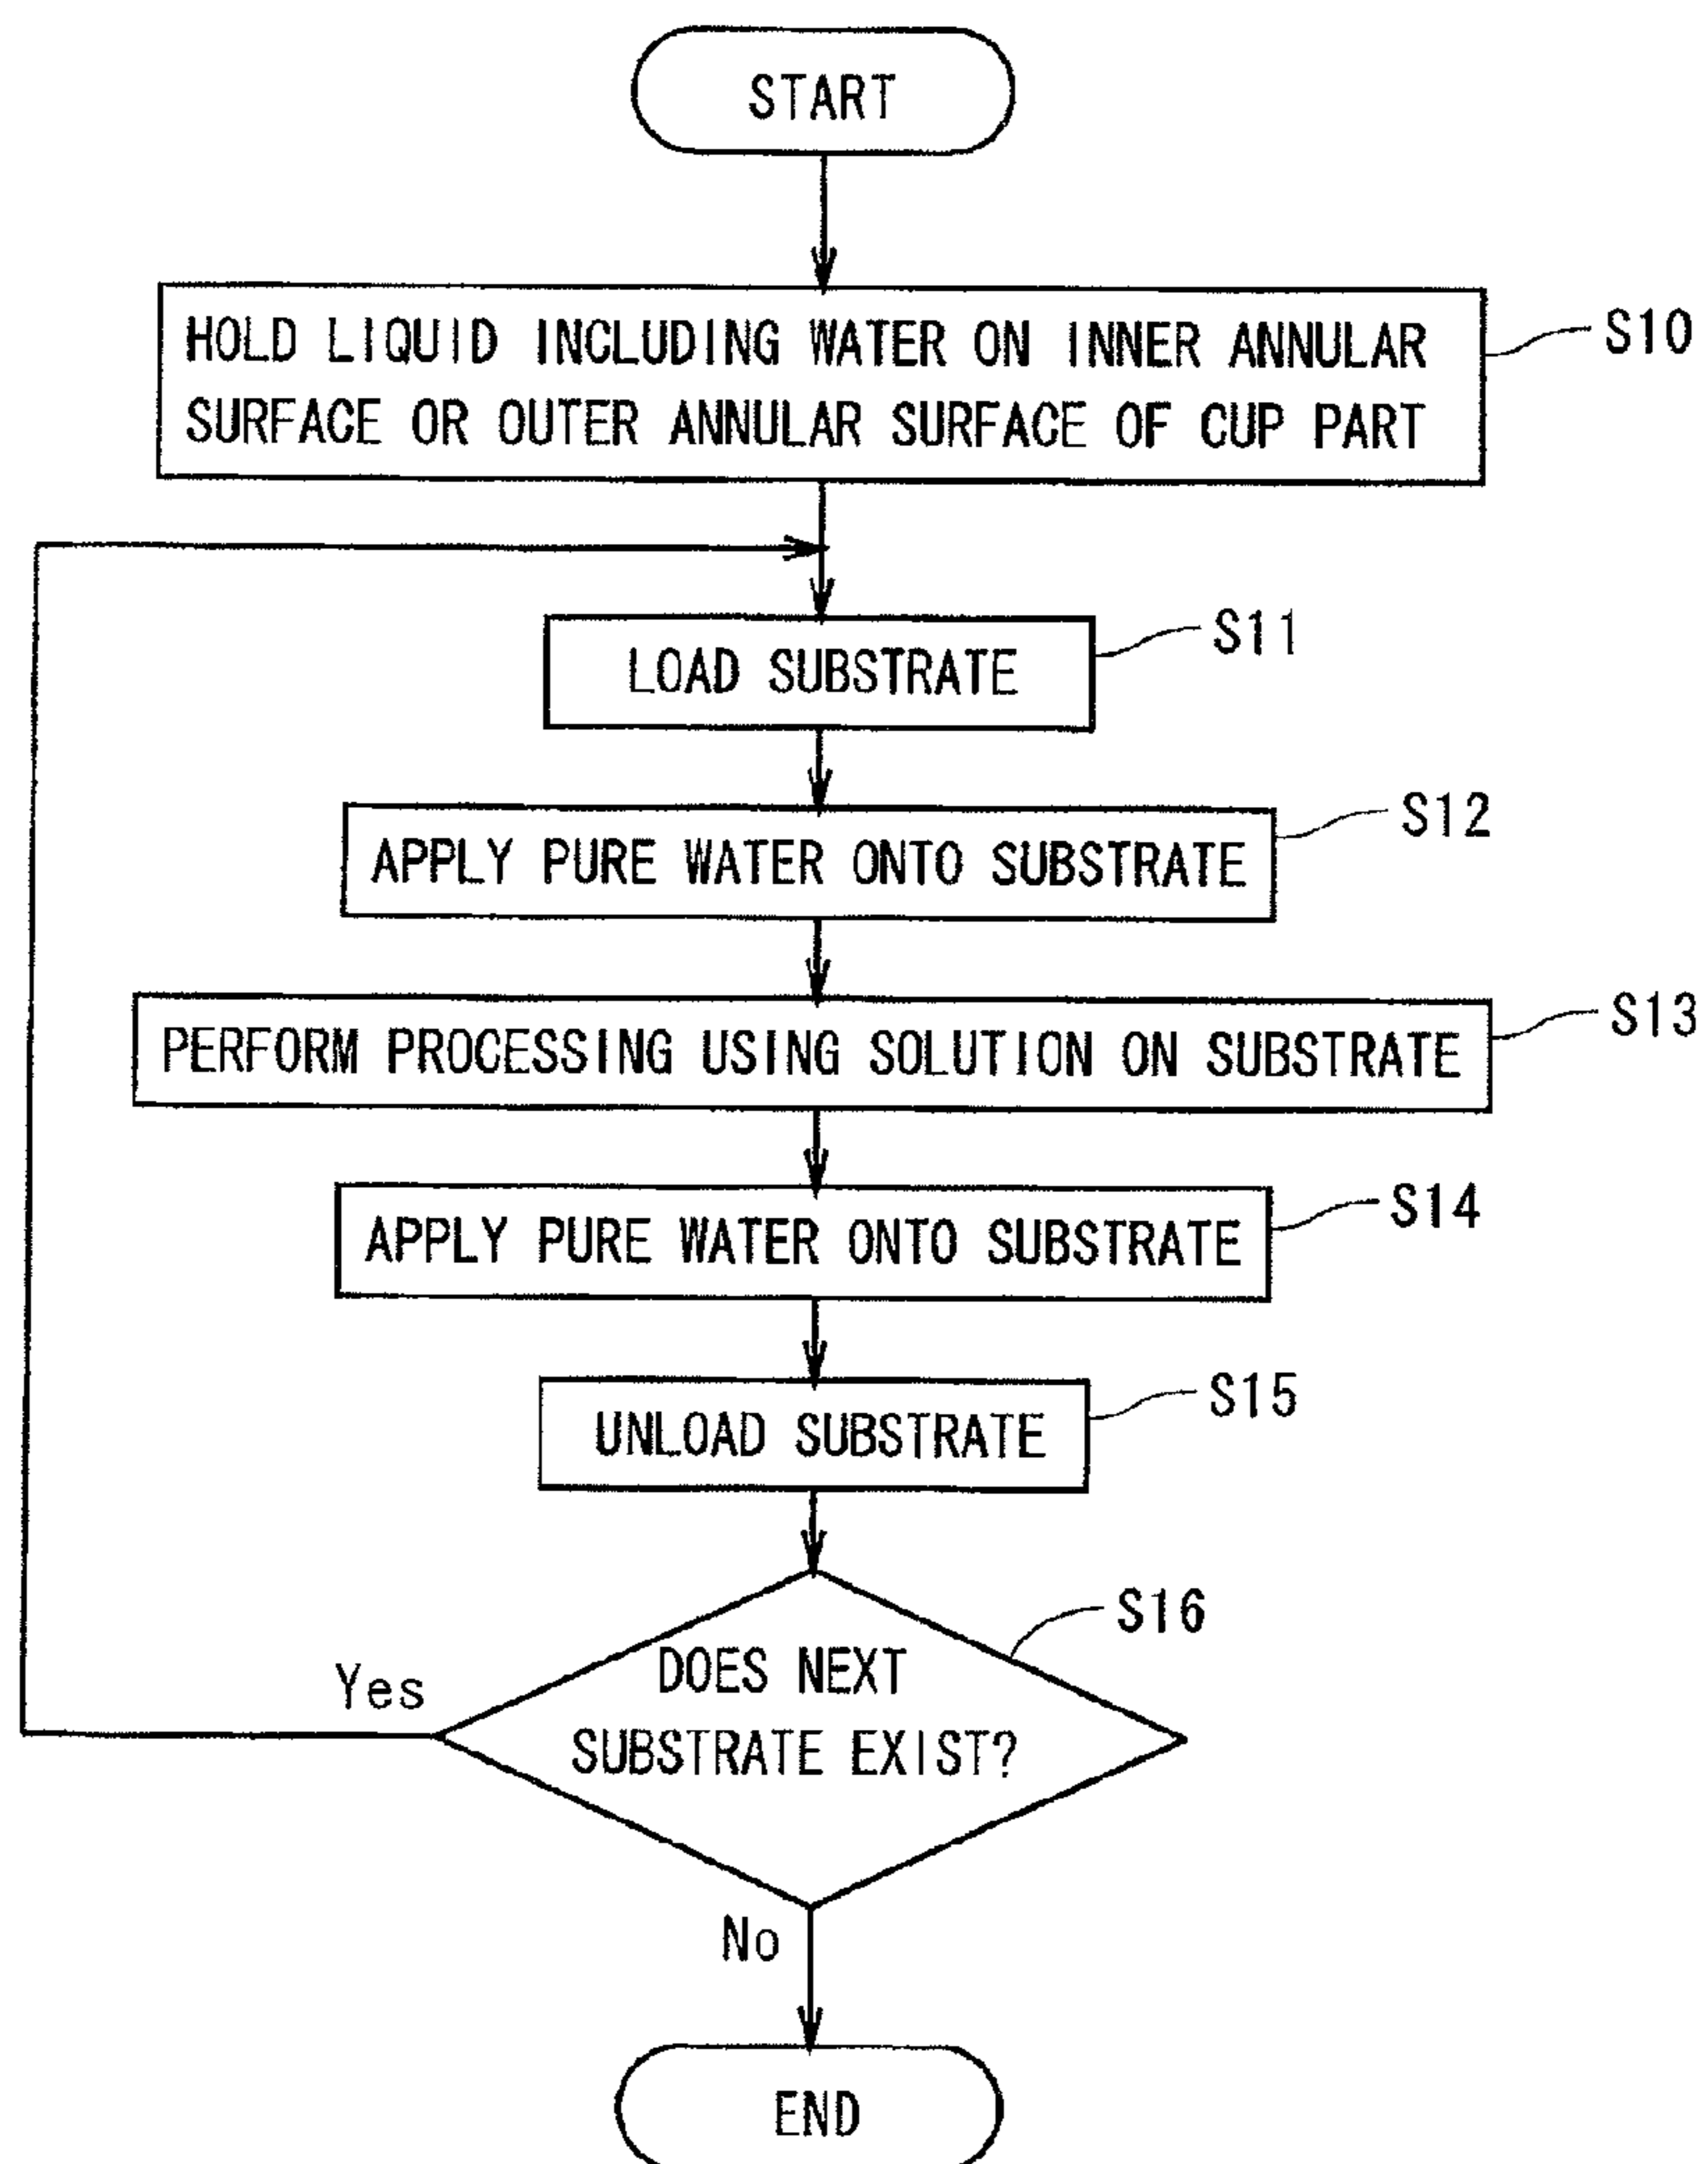 START
HOLD LIQUID INCLUDING WATER ON INNER ANNULAR
SURFACE OR OUTER ANNULAR SURFACE OF CUP PART
S10
LOAD SUBSTRATE
S11
APPLY PURE WATER ONTO SUBSTRATE
S12
PERFORM PROCESSING USING SOLUTION ON SUBSTRATE
S13
APPLY PURE WATER ONTO SUBSTRATE
S14
UNLOAD SUBSTRATE
S15
DOES NEXT
SUBSTRATE EXIST?
S16
Yes
No
END